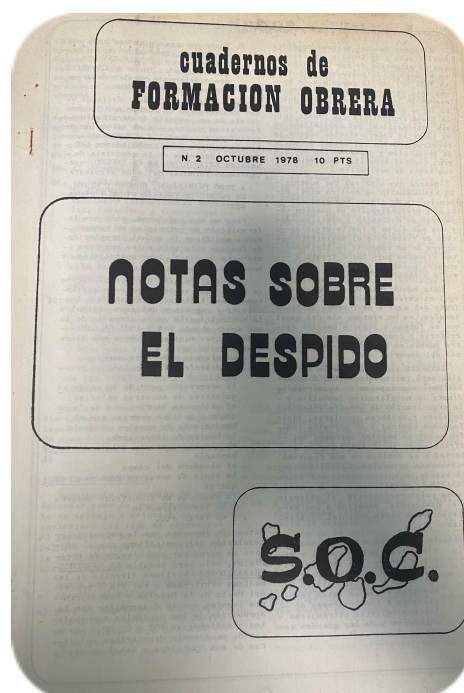 cuadernos de
FORMACION OBRERA
N. 2 OCTUBRE 1978 10 PTS
NOTAS SOBRE
EL DESPIDO
S.O.C.